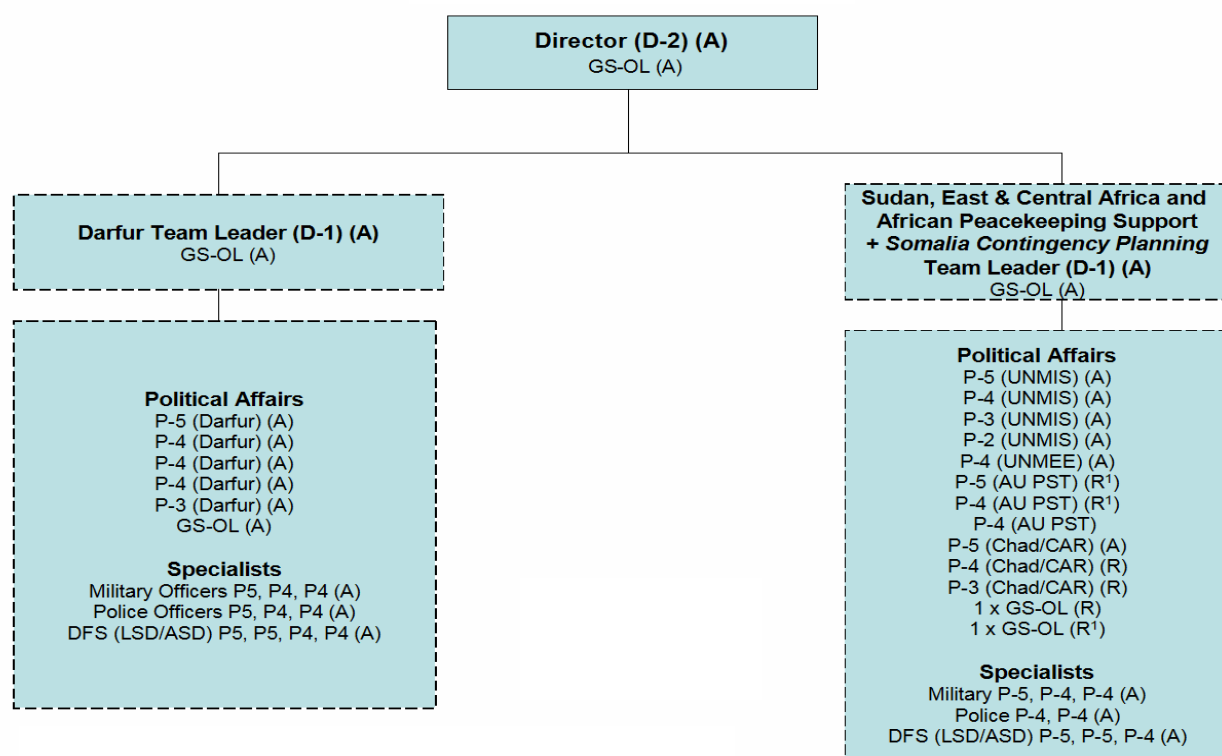 Director (D-2) (A)
GS-OL (A)
Darfur Team Leader (D-1) (A)
GS-OL (A)
Sudan, East & Central Africa and
African Peacekeeping Support
+ Somalia Contingency Planning
Team Leader (D-1) (A)
GS-OL (A)
Political Affairs
P-5 (Darfur) (A)
P-4 (Darfur) (A)
P-4 (Darfur) (A)
P-4 (Darfur) (A)
P-3 (Darfur) (A)
GS-OL (A)
Specialists
Military Officers P5, P4, P4 (A)
Police Officers P5, P4, P4 (A)
DFS (LSD/ASD) P5, P5, P4, P4 (A)
Political Affairs
P-5 (UNMIS) (A)
P-4 (UNMIS) (A)
P-3 (UNMIS) (A)
P-2 (UNMIS) (A)
P-4 (UNMEE) (A)
P-5 (AU PST) (R¹)
P-4 (AU PST) (R¹)
P-4 (AU PST)
P-5 (Chad/CAR) (A)
P-4 (Chad/CAR) (R)
P-3 (Chad/CAR) (R)
1 x GS-OL (R)
1 x GS-OL (R¹)
Specialists
Military P-5, P-4, P-4 (A)
Police P-4, P-4 (A)
DFS (LSD/ASD) P-5, P-5, P-4 (A)